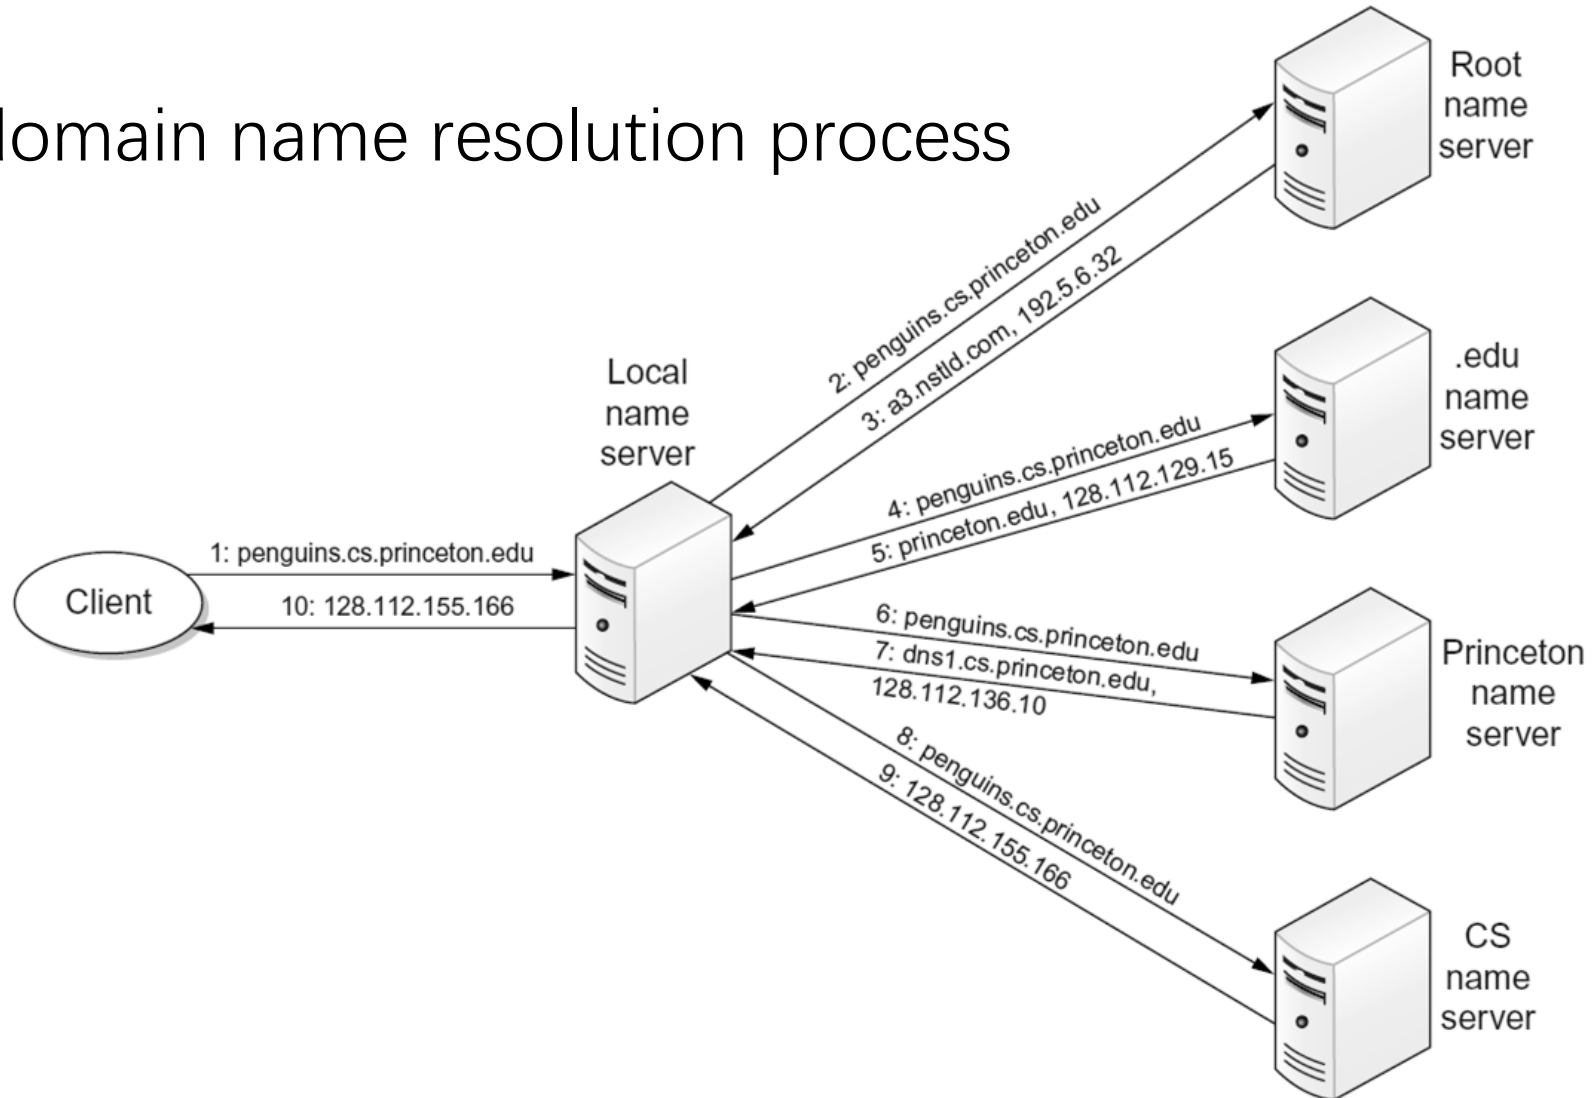 domain name resolution process
Root
name
server
2: penguins.cs.princeton.edu
3: a3.nstld.com, 192.5.6.32
.edu
name
server
Local
name
server
4: penguins.cs.princeton.edu
5: princeton.edu, 128.112.129.15
1: penguins.cs.princeton.edu
Client
10: 128.112.155.166
6: penguins.cs.princeton.edu
7: dns1.cs.princeton.edu,
128.112.136.10
Princeton
name
server
8: penguins.cs.princeton.edu
9: 128.112.155.166
CS
name
server